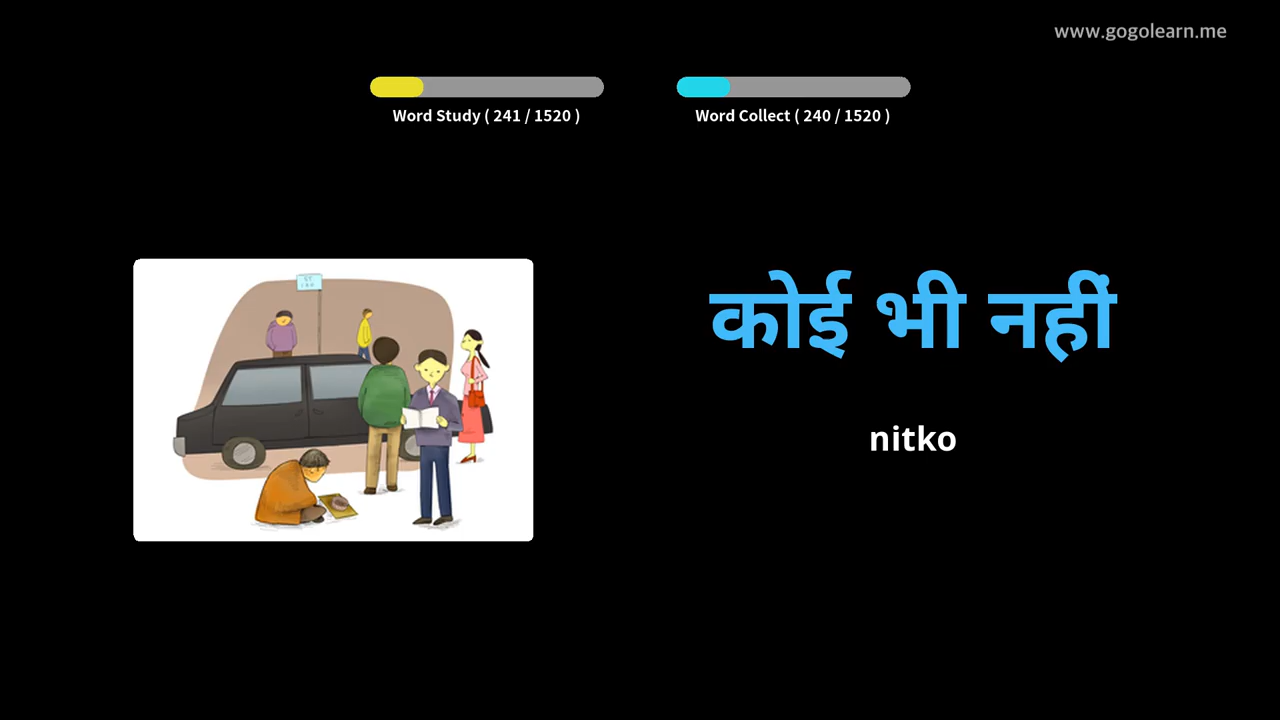 www.gogolearn.me
Word Study ( 241 / 1520 )
Word Collect ( 240 / 1520 )
कोई भी नहीं
nitko